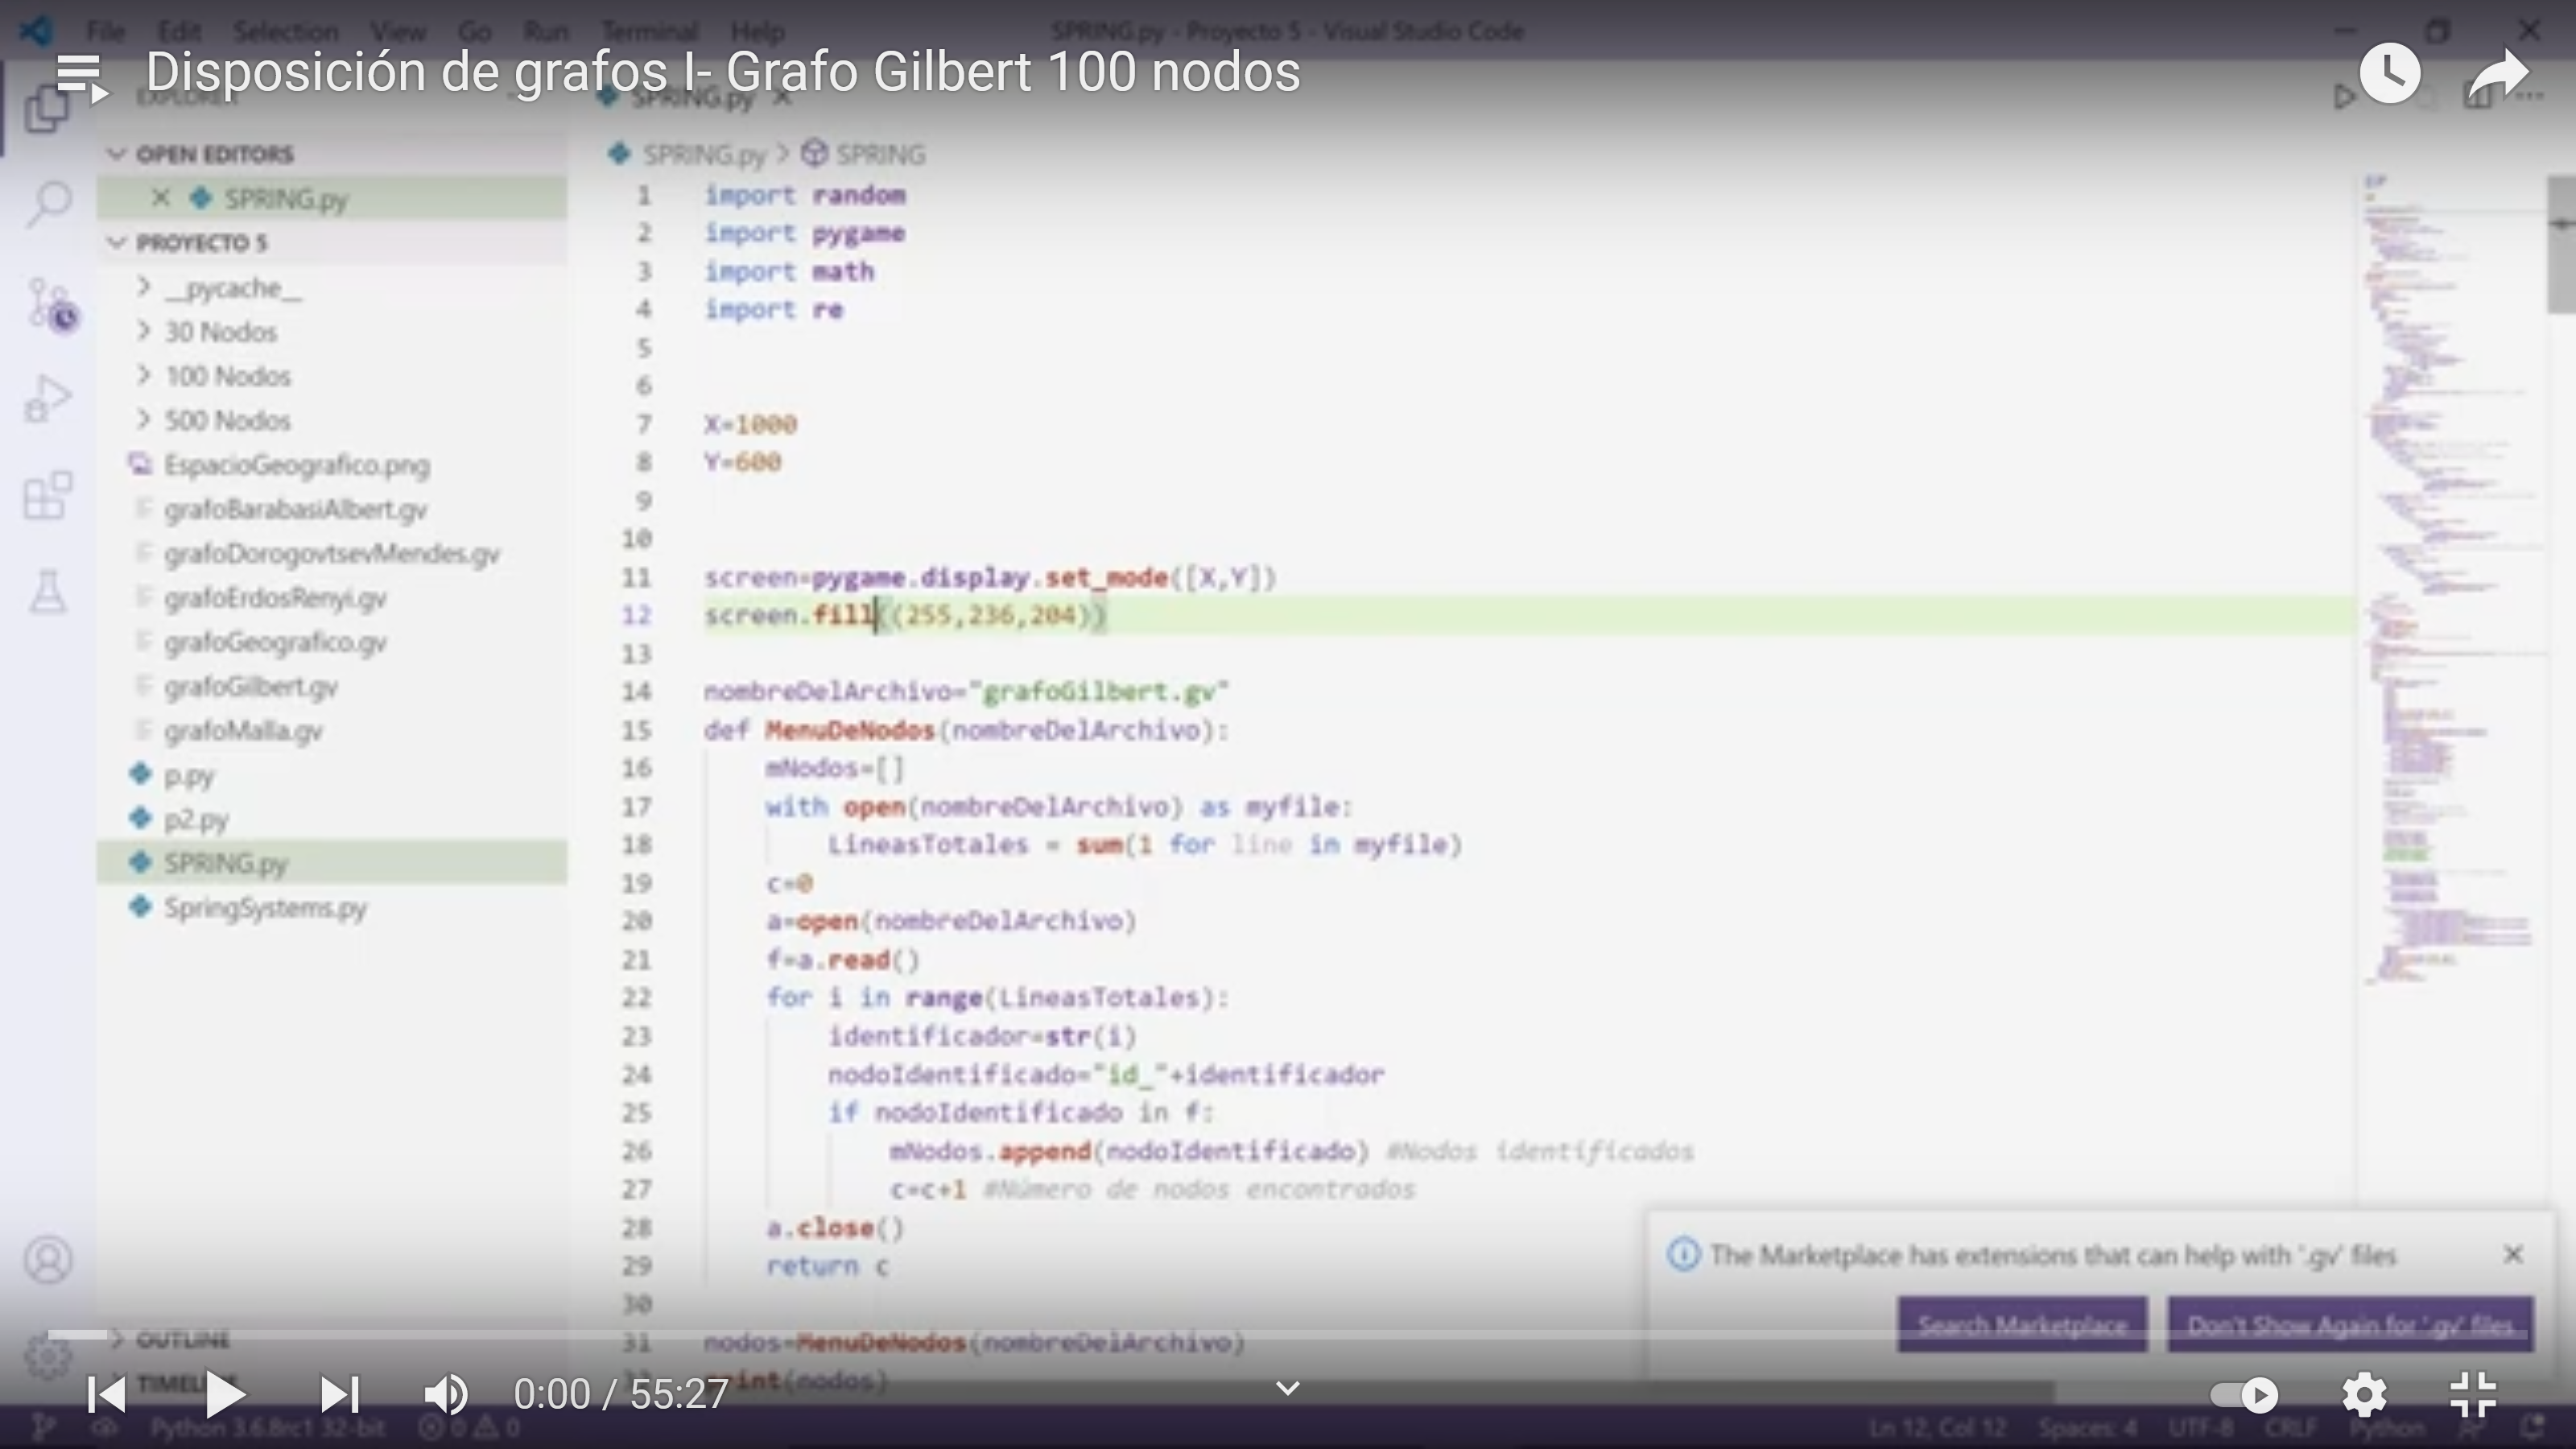 File Edit Selection View Go Run Terminal Help
SPRING.py - Proyecto 5 - Visual Studio Code
Disposición de grafos I- Grafo Gilbert 100 nodos
EXPLORER
SPRING.py
OPEN EDITORS
SPRING.py
PROYECTO 5
__pycache__
30 Nodos
100 Nodos
500 Nodos
EspacioGeografico.png
grafoBarabasiAlbert.gv
grafoDorogovtsevMendes.gv
grafoErdosRenyi.gv
grafoGeografico.gv
grafoGilbert.gv
grafoMalla.gv
p.py
p2.py
SPRING.py
SpringSystems.py
OUTLINE
SPRING.py > SPRING
1 import random
2 import pygame
3 import math
4 import re
5
6
7 X=1000
8 Y=600
9
10
11 screen=pygame.display.set_mode([X,Y])
12 screen.fill((255,236,204))
13
14 nombreDelArchivo="grafoGilbert.gv"
15 def MenuDeNodos(nombreDelArchivo):
16 mNodos=[]
17 with open(nombreDelArchivo) as myfile:
18 LineasTotales = sum(1 for line in myfile)
19 c=0
20 a=open(nombreDelArchivo)
21 f=a.read()
22 for i in range(LineasTotales):
23 identificador=str(i)
24 nodoIdentificado="id_"+identificador
25 if nodoIdentificado in f:
26 mNodos.append(nodoIdentificado) #Nodos identificados
27 c=c+1 #Número de nodos encontrados
28 a.close()
29 return c
30
31 nodos=MenuDeNodos(nombreDelArchivo)
print(nodos)
The Marketplace has extensions that can help with '.gv' files
Search Marketplace
Don't Show Again for '.gv' files
0:00 / 55:27
Python 3.6.8rc1 32-bit 0 0
Ln 12, Col 12 Spaces: 4 UTF-8 CRLF Python